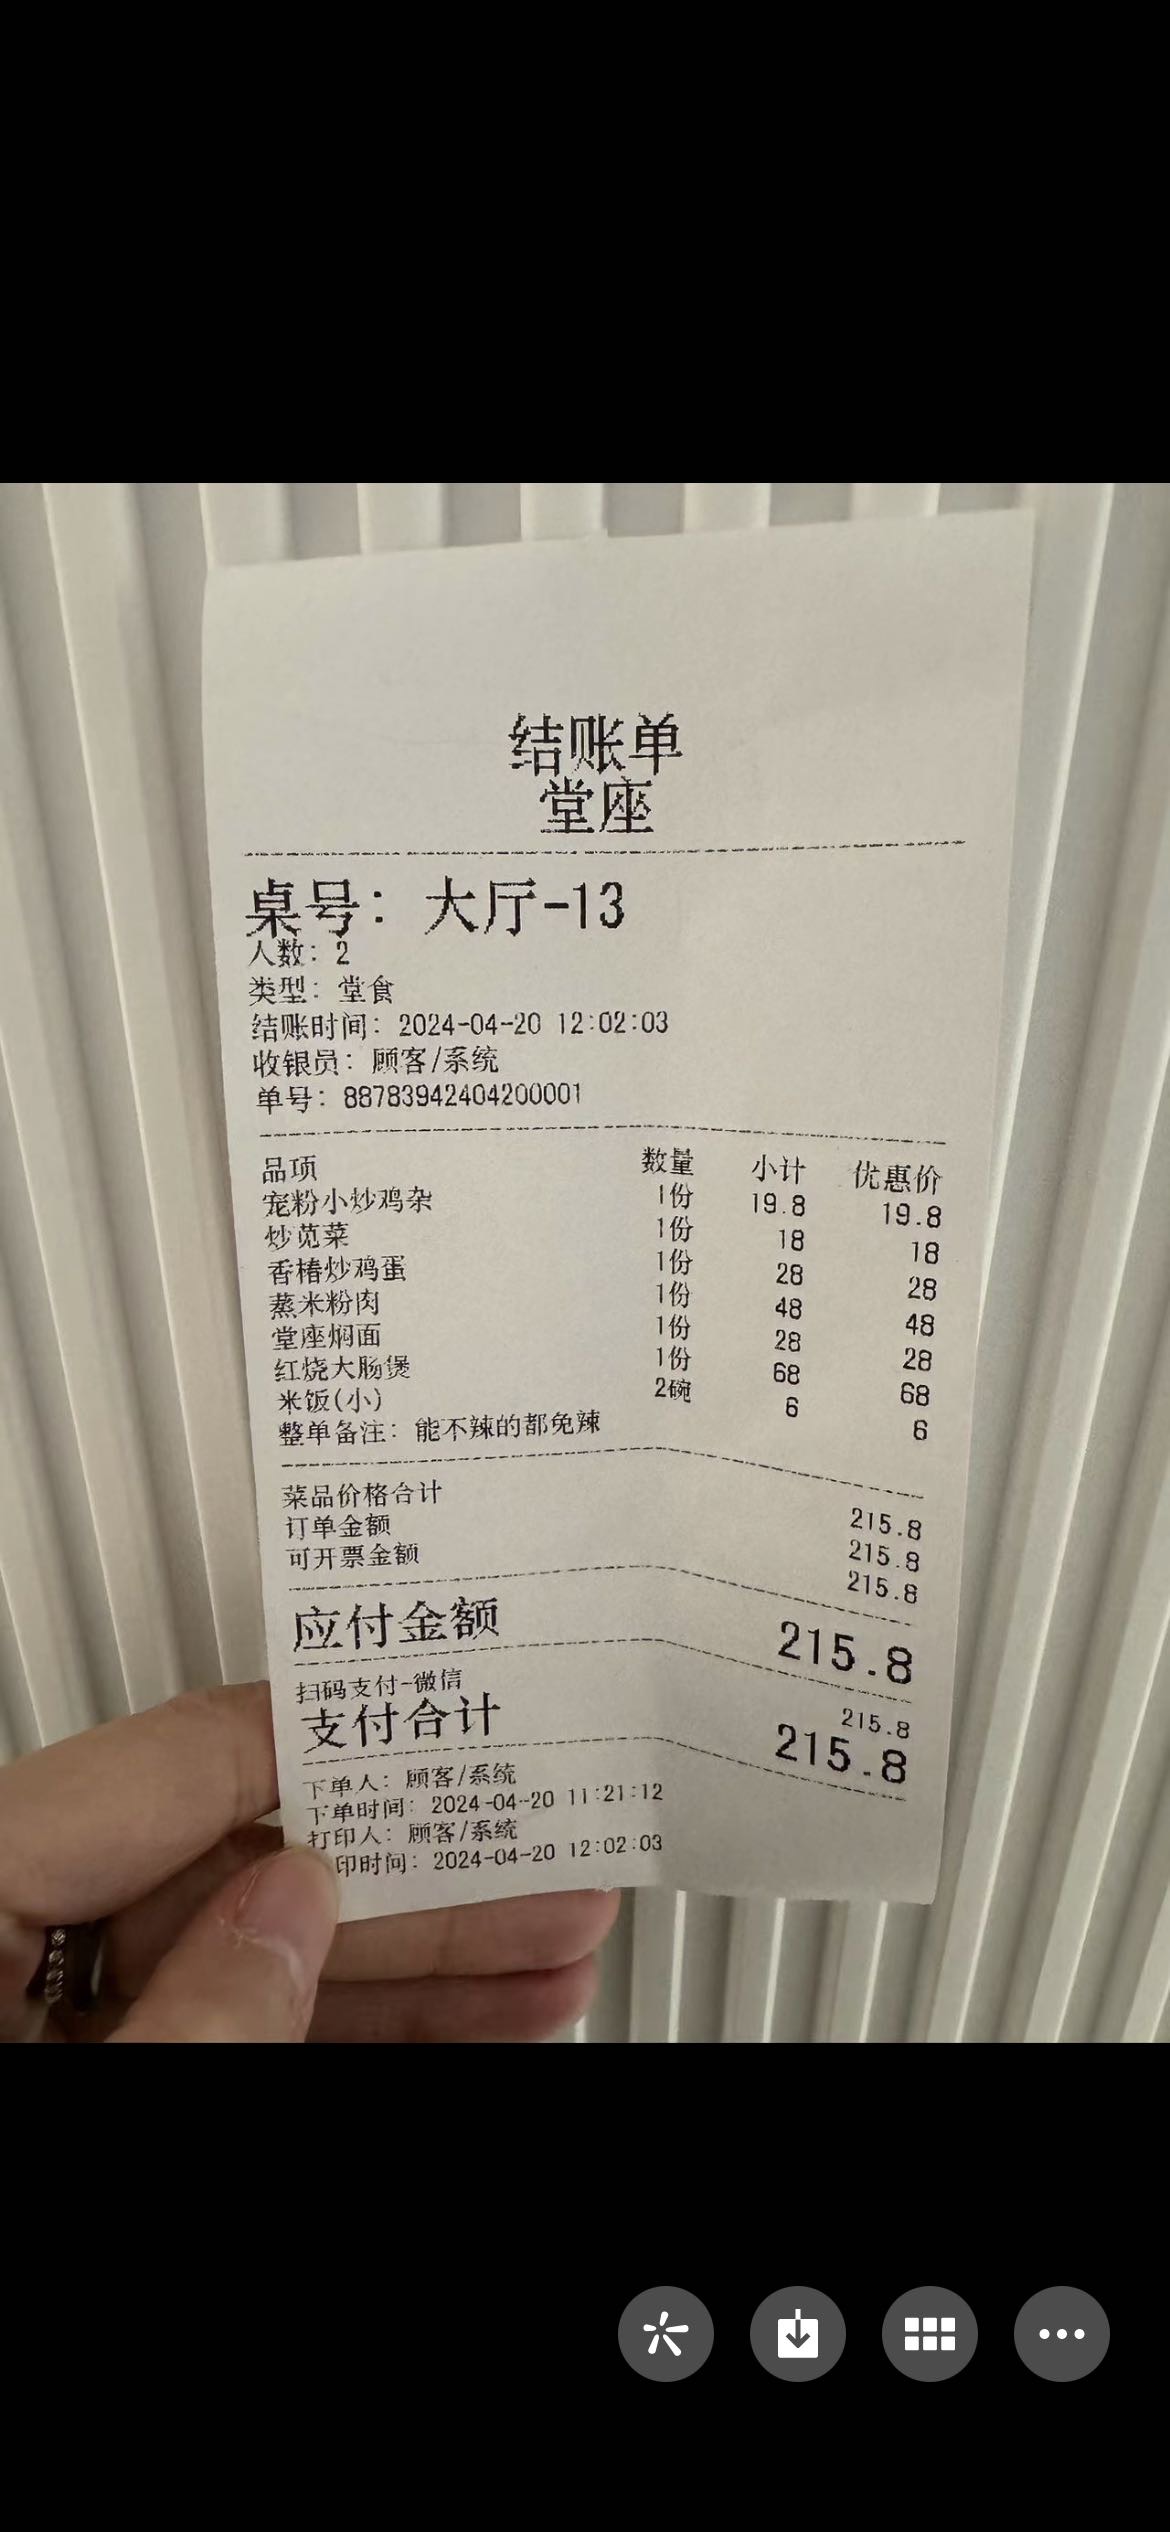 结账单
堂座
桌号：大厅-13
人数：2
类型：堂食
结账时间：2024-04-20 12:02:03
收银员：顾客/系统
单号：88783942404200001
品项 数量 小计 优惠价
宠粉小炒鸡杂 1份 19.8 19.8
炒苋菜 1份 18 18
香椿炒鸡蛋 1份 28 28
蒸米粉肉 1份 48 48
堂座焖面 1份 28 28
红烧大肠煲 1份 68 68
米饭(小) 2碗 6 6
整单备注：能不辣的都免辣
菜品价格合计 215.8
订单金额 215.8
可开票金额 215.8
应付金额 215.8
扫码支付-微信 215.8
支付合计 215.8
下单人：顾客/系统
下单时间：2024-04-20 11:21:12
打印人：顾客/系统
印时间：2024-04-20 12:02:03